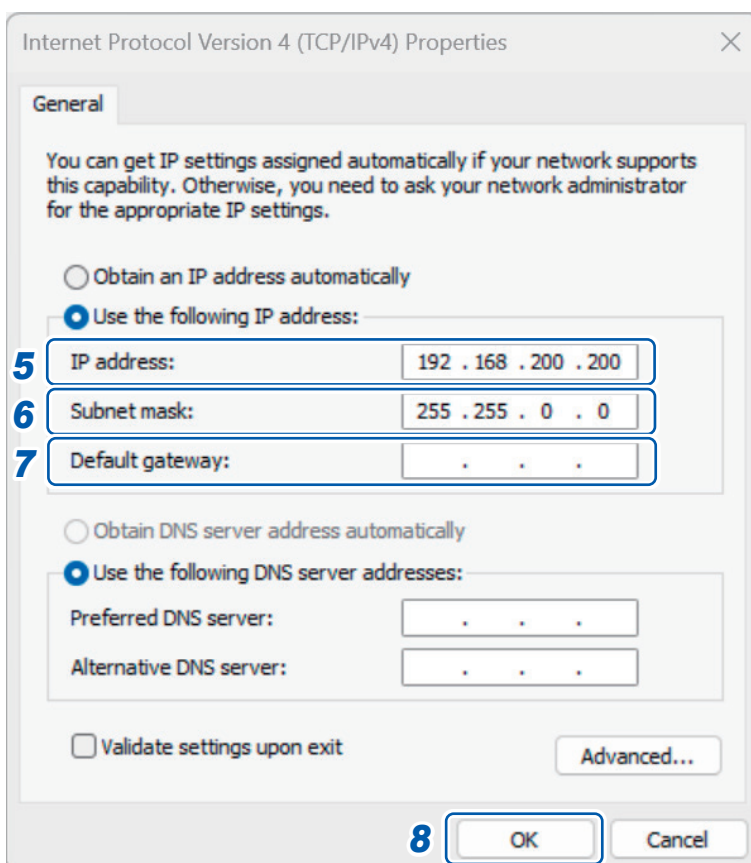 Internet Protocol Version 4 (TCP/IPv4) Properties
General
You can get IP settings assigned automatically if your network supports
this capability. Otherwise, you need to ask your network administrator
for the appropriate IP settings.
Obtain an IP address automatically
Use the following IP address:
5 IP address: 192 . 168 . 200 . 200
6 Subnet mask: 255 . 255 . 0 . 0
7 Default gateway: . . .
Obtain DNS server address automatically
Use the following DNS server addresses:
Preferred DNS server: . . .
Alternative DNS server: . . .
Validate settings upon exit
Advanced...
8 OK Cancel